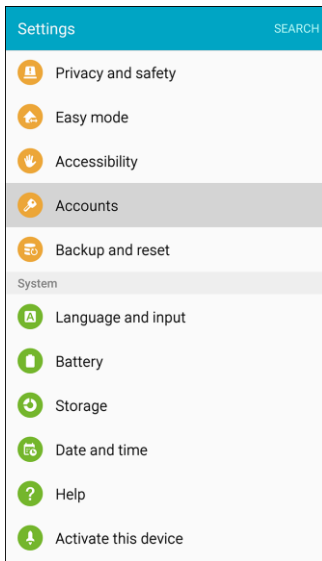 Settings SEARCH
Privacy and safety
Easy mode
Accessibility
Accounts
Backup and reset
System
A Language and input
Battery
Storage
Date and time
? Help
Activate this device